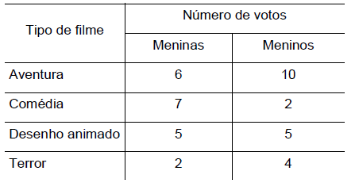 Tipo de filme
Número de votos
Meninas Meninos
Aventura 6 10
Comédia 7 2
Desenho animado 5 5
Terror 2 4